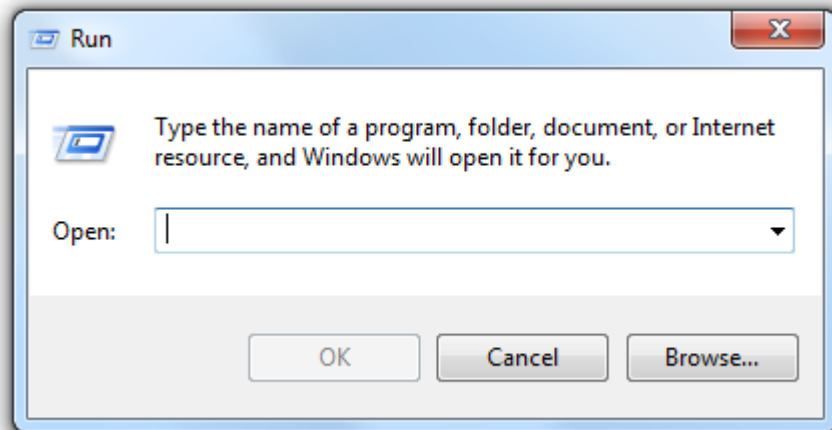 Run
Type the name of a program, folder, document, or Internet
resource, and Windows will open it for you.
Open:
OK Cancel Browse...